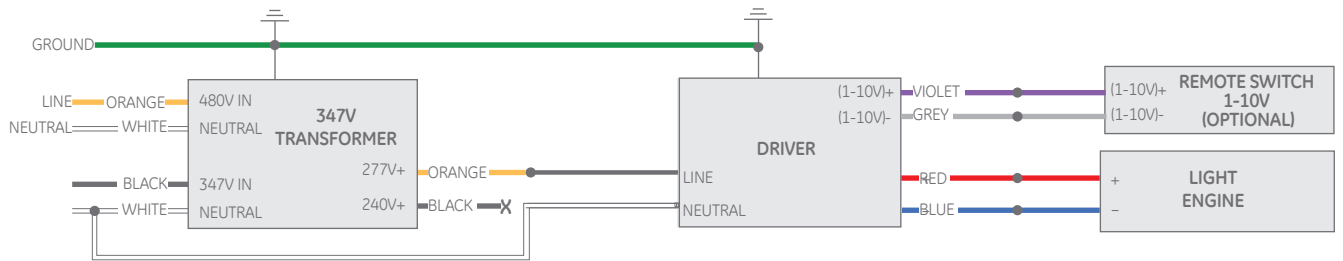 GROUND
LINE ORANGE 480V IN
NEUTRAL WHITE NEUTRAL
347V
TRANSFORMER
277V+ ORANGE
BLACK 347V IN
240V+ BLACK X
WHITE NEUTRAL
DRIVER
(1-10V)+ VIOLET
(1-10V)- GREY
LINE
NEUTRAL
RED
BLUE
(1-10V)+
(1-10V)-
REMOTE SWITCH
1-10V
(OPTIONAL)
+
−
LIGHT
ENGINE